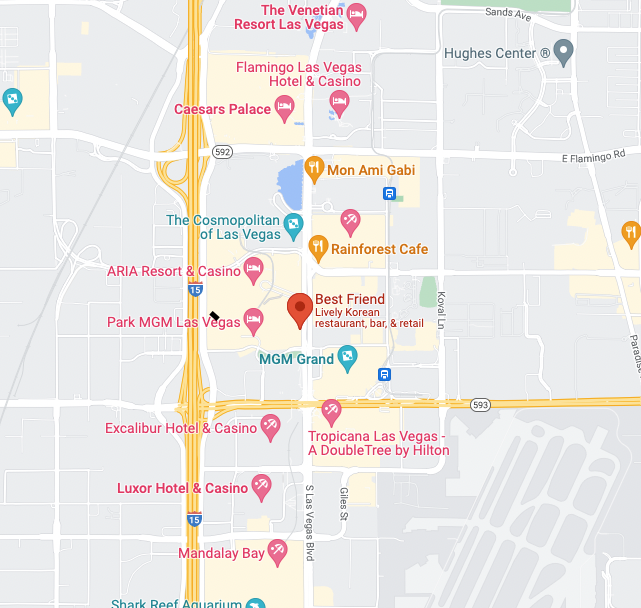 The Venetian
Resort Las Vegas
Sands Ave
Hughes Center ®
Flamingo Las Vegas
Hotel & Casino
Caesars Palace
592
E Flamingo Rd
Mon Ami Gabi
The Cosmopolitan
of Las Vegas
Rainforest Cafe
ARIA Resort & Casino
15
Koval Ln
Best Friend
Lively Korean
restaurant, bar, & retail
Park MGM Las Vegas
Paradise
MGM Grand
593
Excalibur Hotel & Casino
Tropicana Las Vegas -
A DoubleTree by Hilton
Luxor Hotel & Casino
S Las Vegas Blvd
Giles St
15
Mandalay Bay
Shark Reef Aquarium